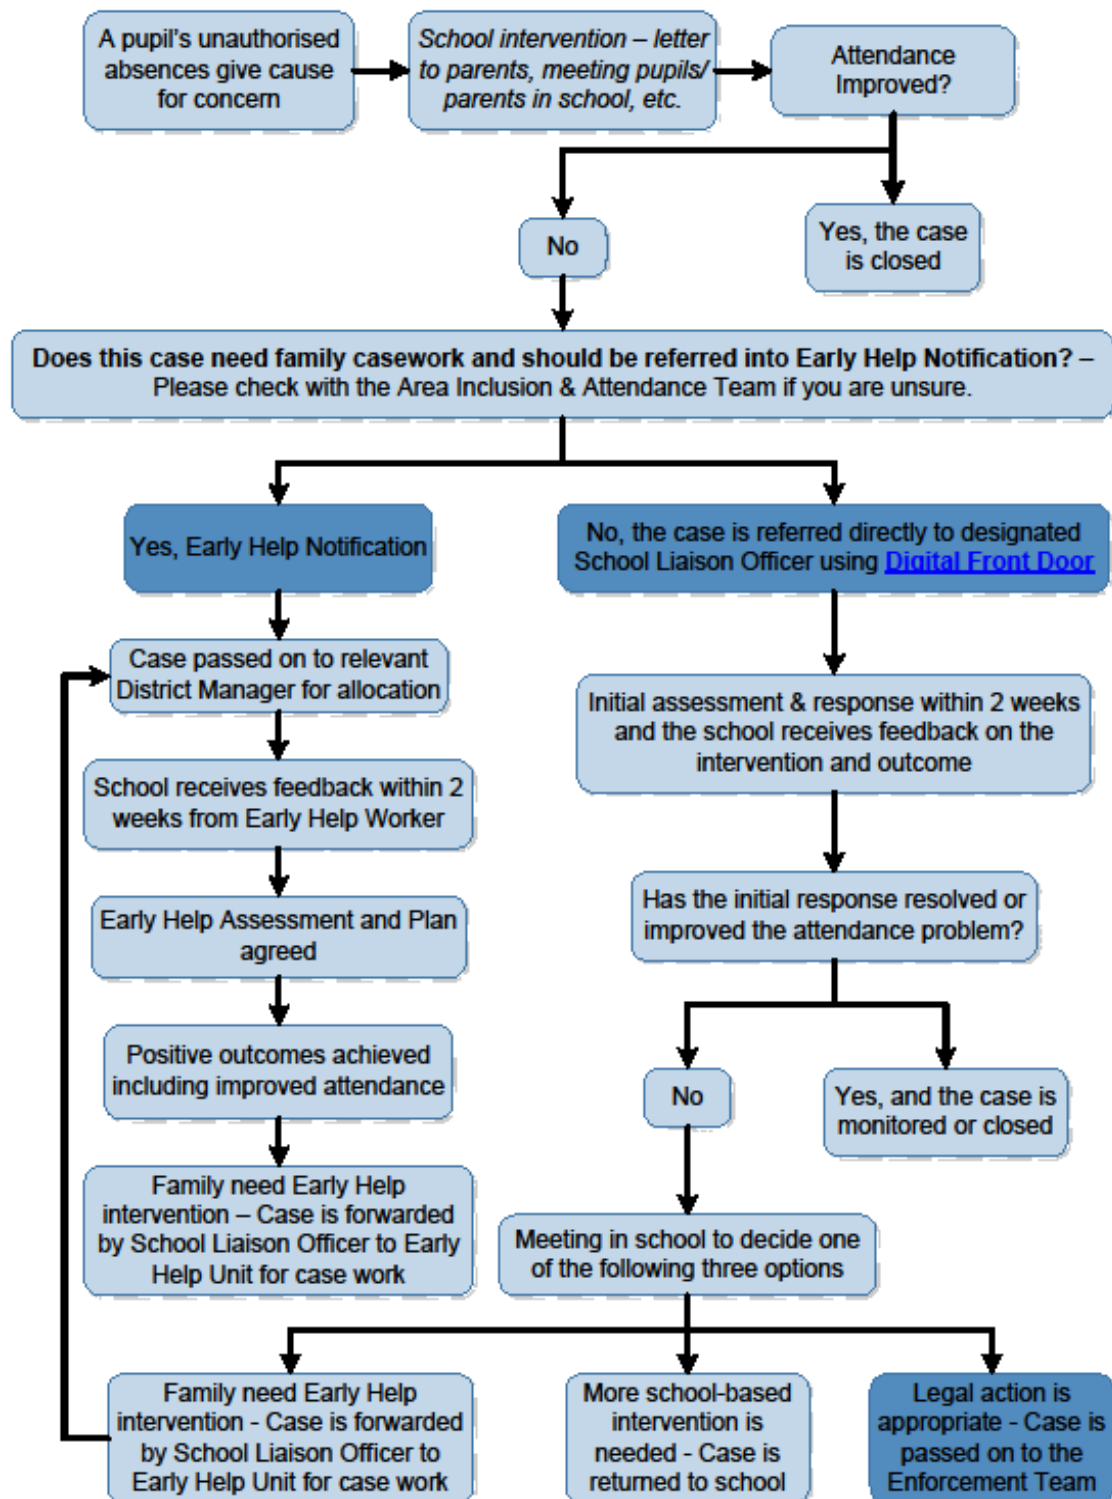 A pupil's unauthorised
absences give cause
for concern
School intervention – letter
to parents, meeting pupils/
parents in school, etc.
Attendance
Improved?
No
Yes, the case
is closed
Does this case need family casework and should be referred into Early Help Notification? –
Please check with the Area Inclusion & Attendance Team if you are unsure.
Yes, Early Help Notification
No, the case is referred directly to designated
School Liaison Officer using Digital Front Door
Case passed on to relevant
District Manager for allocation
School receives feedback within 2
weeks from Early Help Worker
Early Help Assessment and Plan
agreed
Positive outcomes achieved
including improved attendance
Family need Early Help
intervention – Case is forwarded
by School Liaison Officer to Early
Help Unit for case work
Initial assessment & response within 2 weeks
and the school receives feedback on the
intervention and outcome
Has the initial response resolved or
improved the attendance problem?
No
Yes, and the case is
monitored or closed
Meeting in school to decide one
of the following three options
Family need Early Help
intervention - Case is forwarded
by School Liaison Officer to
Early Help Unit for case work
More school-based
intervention is
needed - Case is
returned to school
Legal action is
appropriate - Case is
passed on to the
Enforcement Team